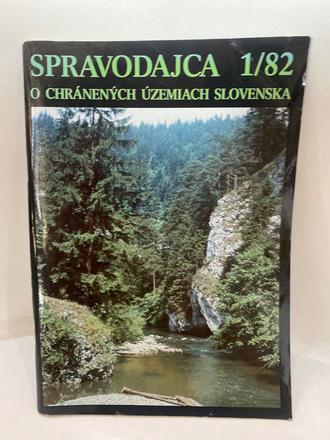 SPRAVODAJCA 1/82
O CHRÁNENÝCH ÚZEMIACH SLOVENSKA